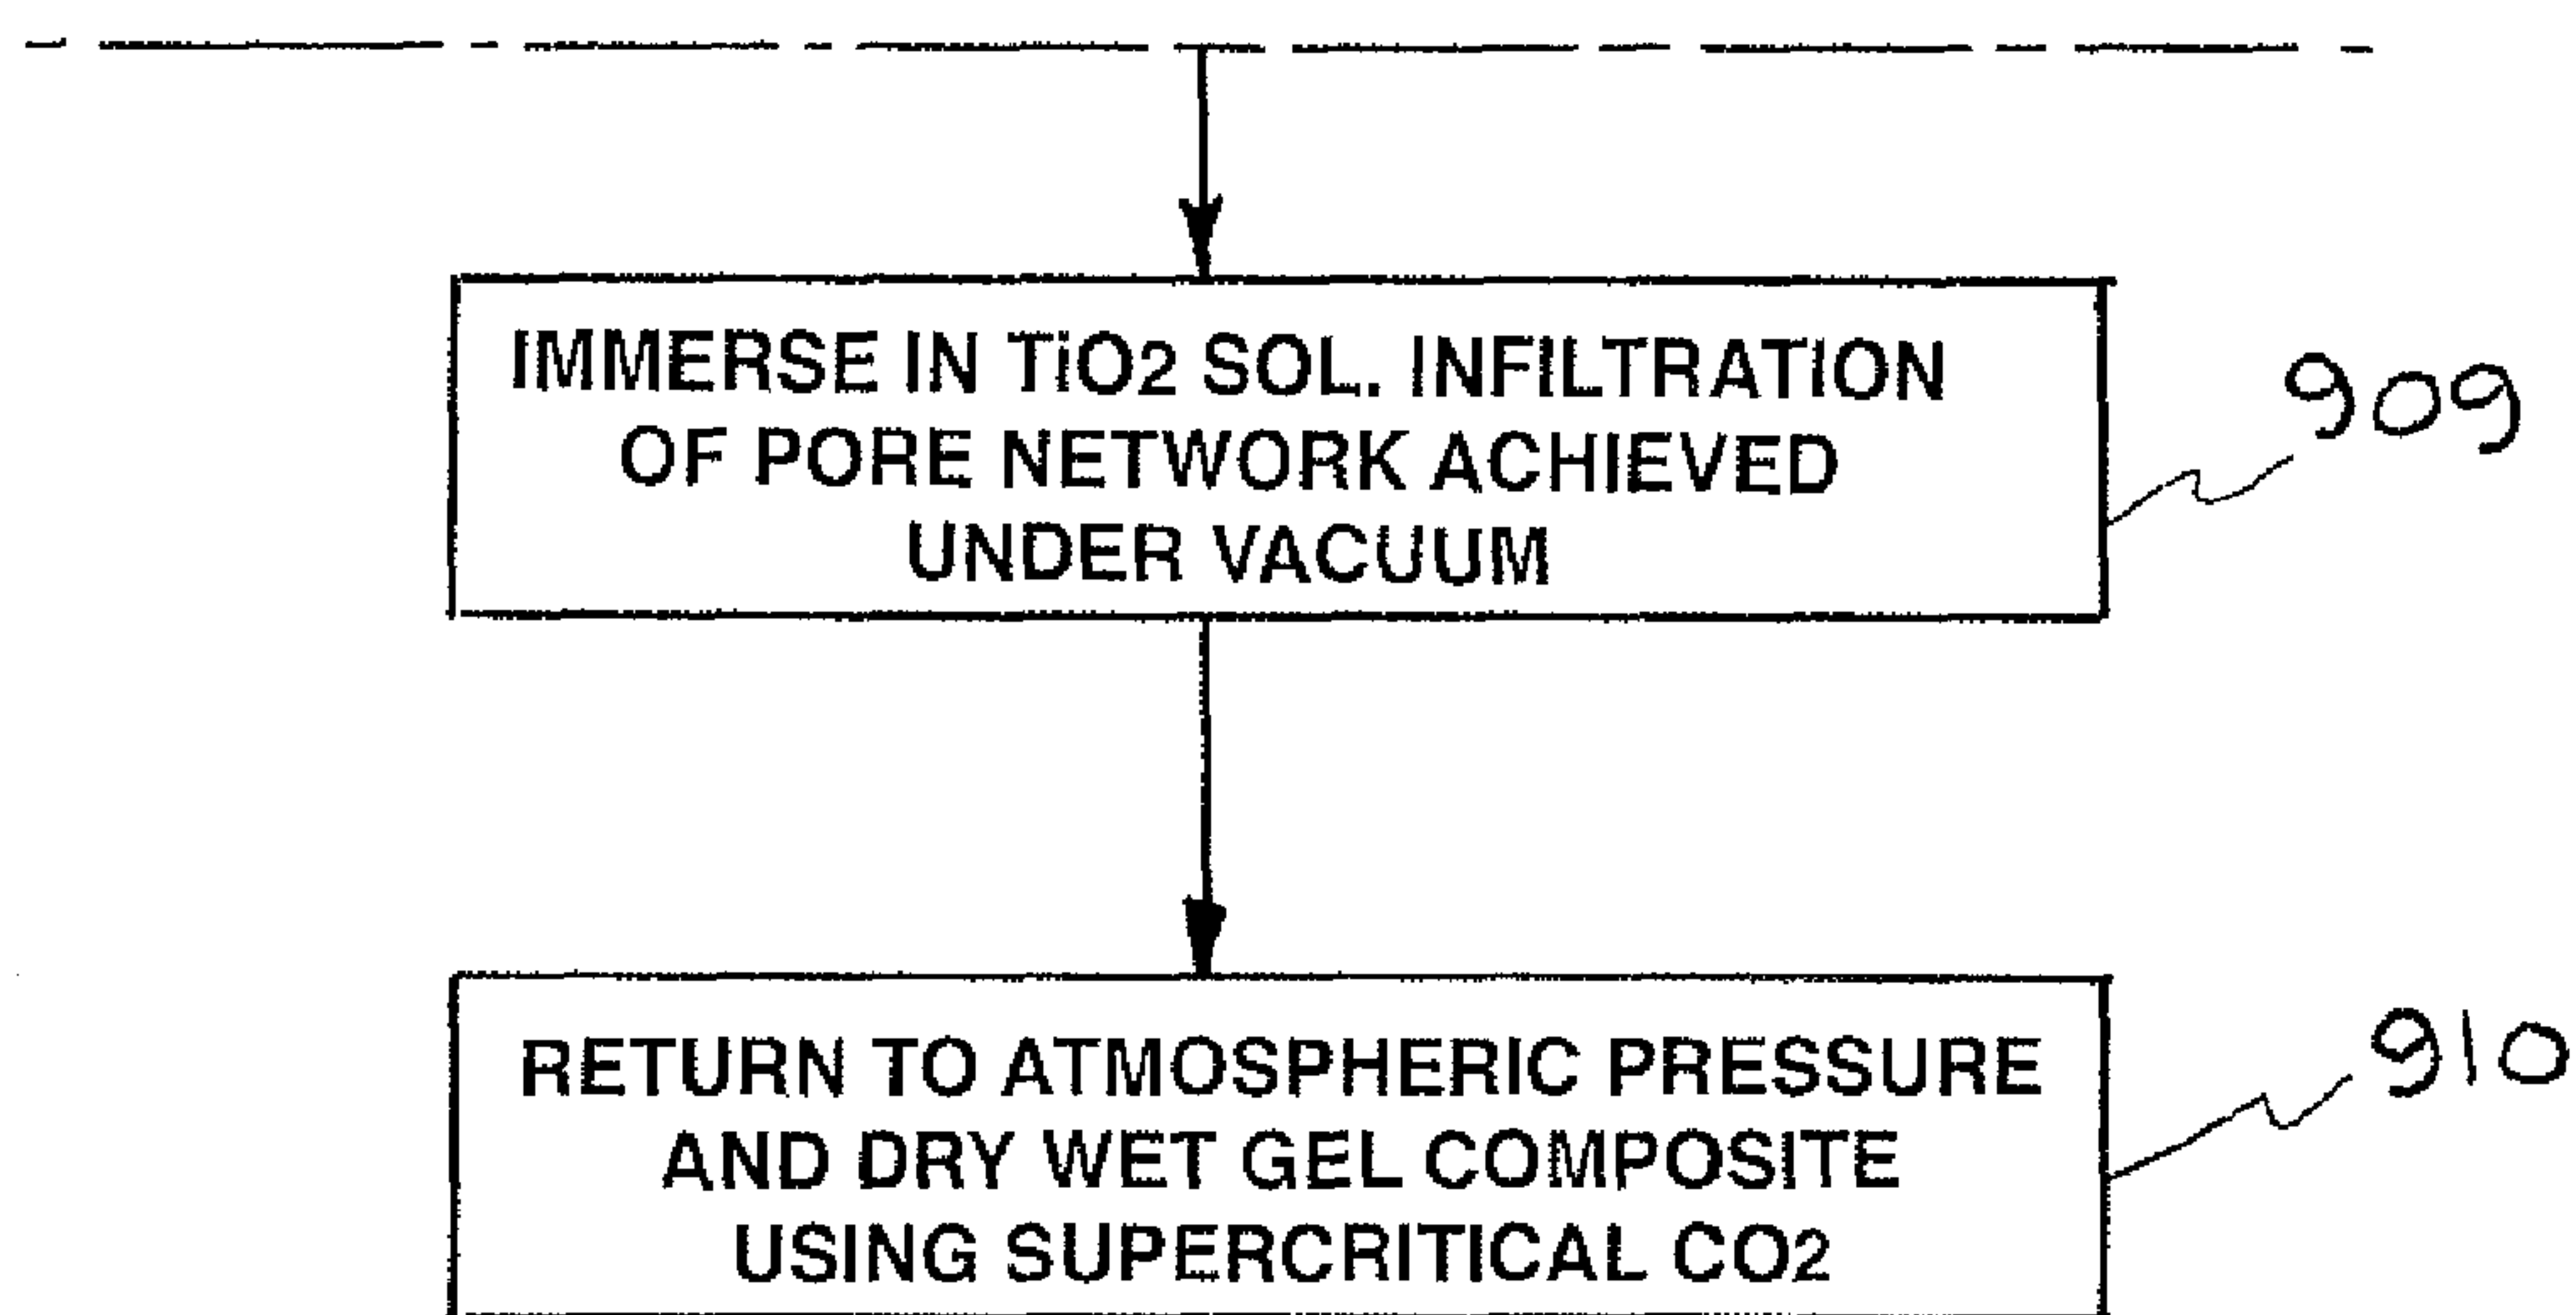 IMMERSE IN TiO2 SOL. INFILTRATION
OF PORE NETWORK ACHIEVED
UNDER VACUUM
909
RETURN TO ATMOSPHERIC PRESSURE
AND DRY WET GEL COMPOSITE
USING SUPERCRITICAL CO2
910